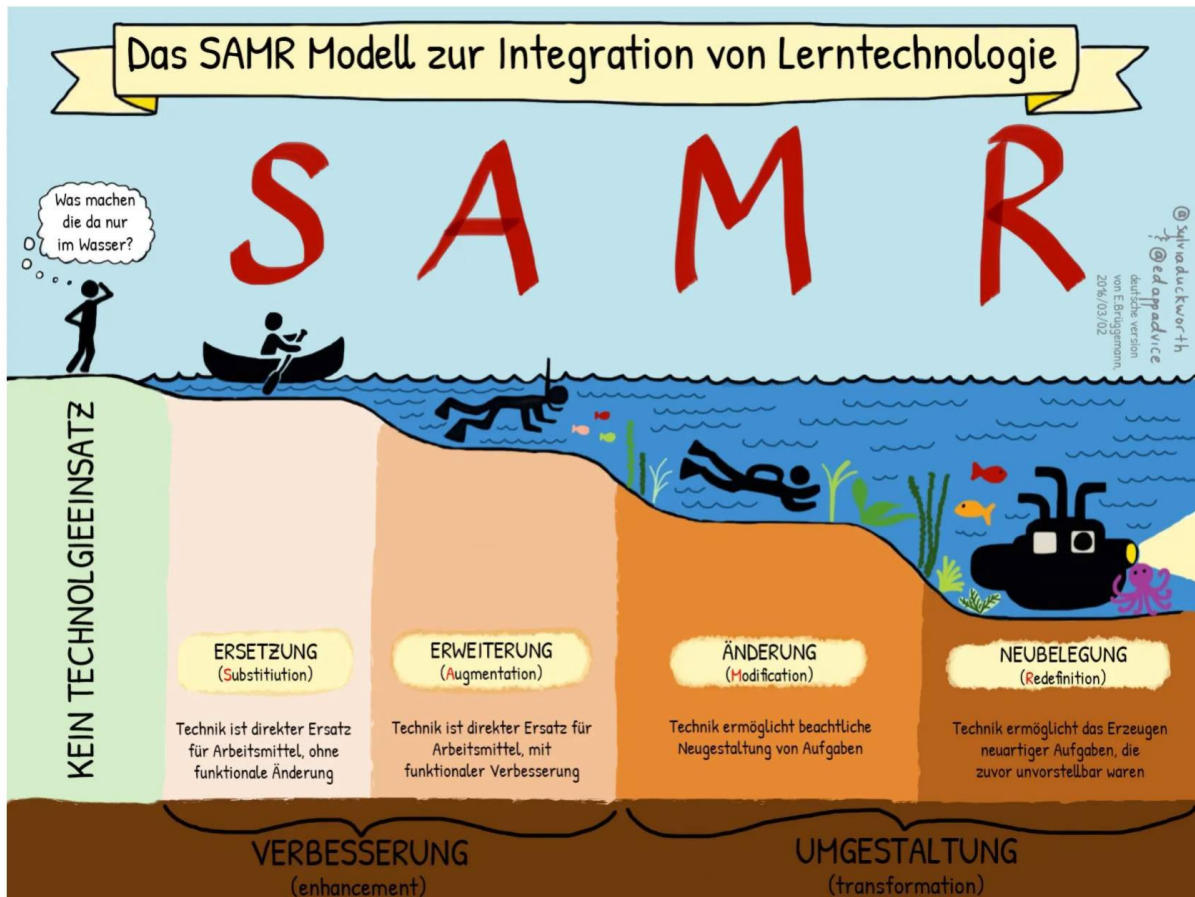 Das SAMR Modell zur Integration von Lerntechnologie
S A M R
Was machen
die da nur
im Wasser?
@sylviaduckworth
@edappadvice
deutsche version
von E.Brüggemann,
2016/03/02
KEIN TECHNOLGIEEINSATZ
ERSETZUNG
(Substitiution)
Technik ist direkter Ersatz
für Arbeitsmittel, ohne
funktionale Änderung
ERWEITERUNG
(Augmentation)
Technik ist direkter Ersatz für
Arbeitsmittel, mit
funktionaler Verbesserung
ÄNDERUNG
(Modification)
Technik ermöglicht beachtliche
Neugestaltung von Aufgaben
NEUBELEGUNG
(Redefinition)
Technik ermöglicht das Erzeugen
neuartiger Aufgaben, die
zuvor unvorstellbar waren
VERBESSERUNG
(enhancement)
UMGESTALTUNG
(transformation)